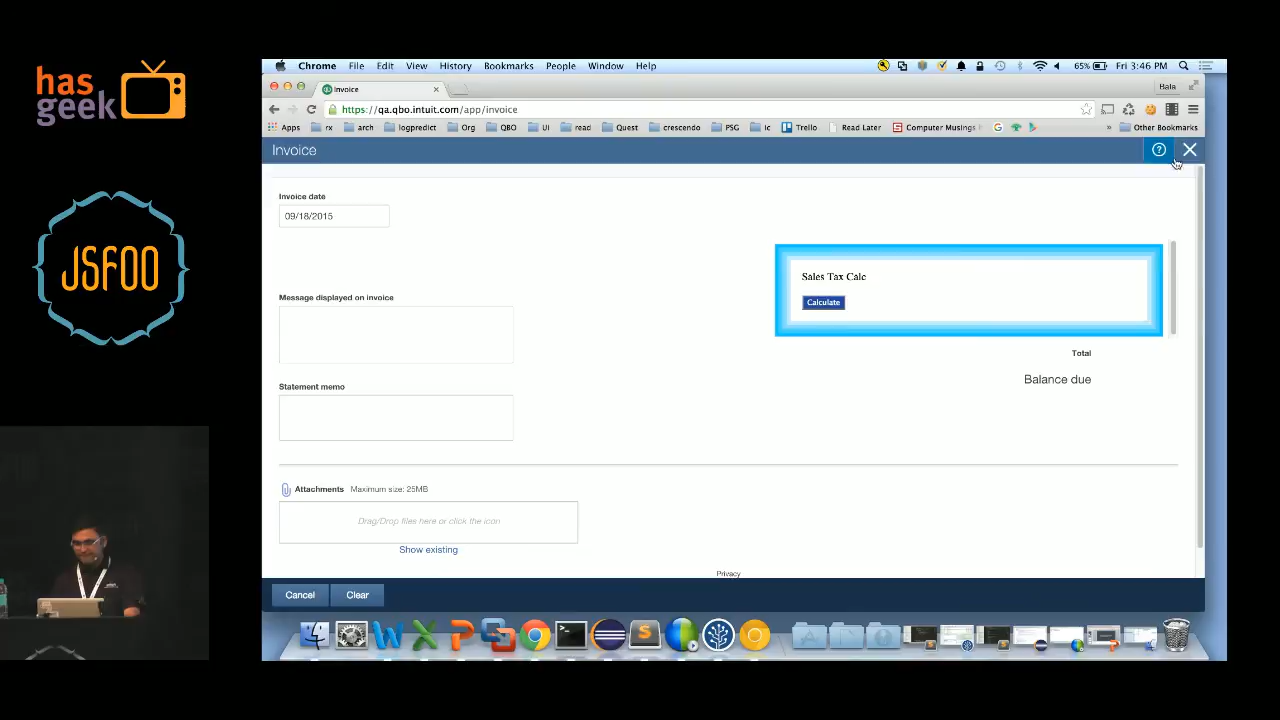 has
geek
JSFOO
Chrome File Edit View History Bookmarks People Window Help
65% Fri 3:46 PM
Invoice
Bala
https://qa.qbo.intuit.com/app/invoice
Apps rx arch logpredict Org QBO UI read Quest crescendo PSG ic Trello Read Later Computer Musings Other Bookmarks
Invoice
Invoice date
09/18/2015
Sales Tax Calc
Calculate
Message displayed on invoice
Total
Balance due
Statement memo
Attachments Maximum size: 25MB
Drag/Drop files here or click the icon
Show existing
Privacy
Cancel Clear